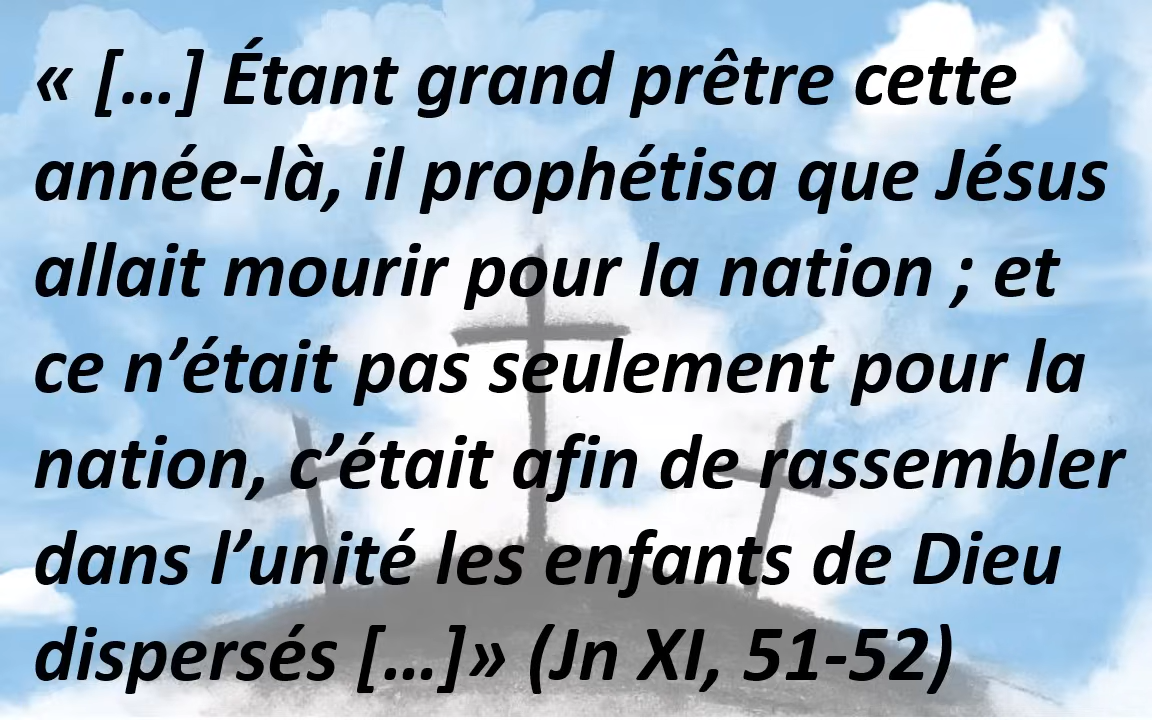 « […] Étant grand prêtre cette
année-là, il prophétisa que Jésus
allait mourir pour la nation ; et
ce n’était pas seulement pour la
nation, c’était afin de rassembler
dans l’unité les enfants de Dieu
dispersés […]» (Jn XI, 51-52)